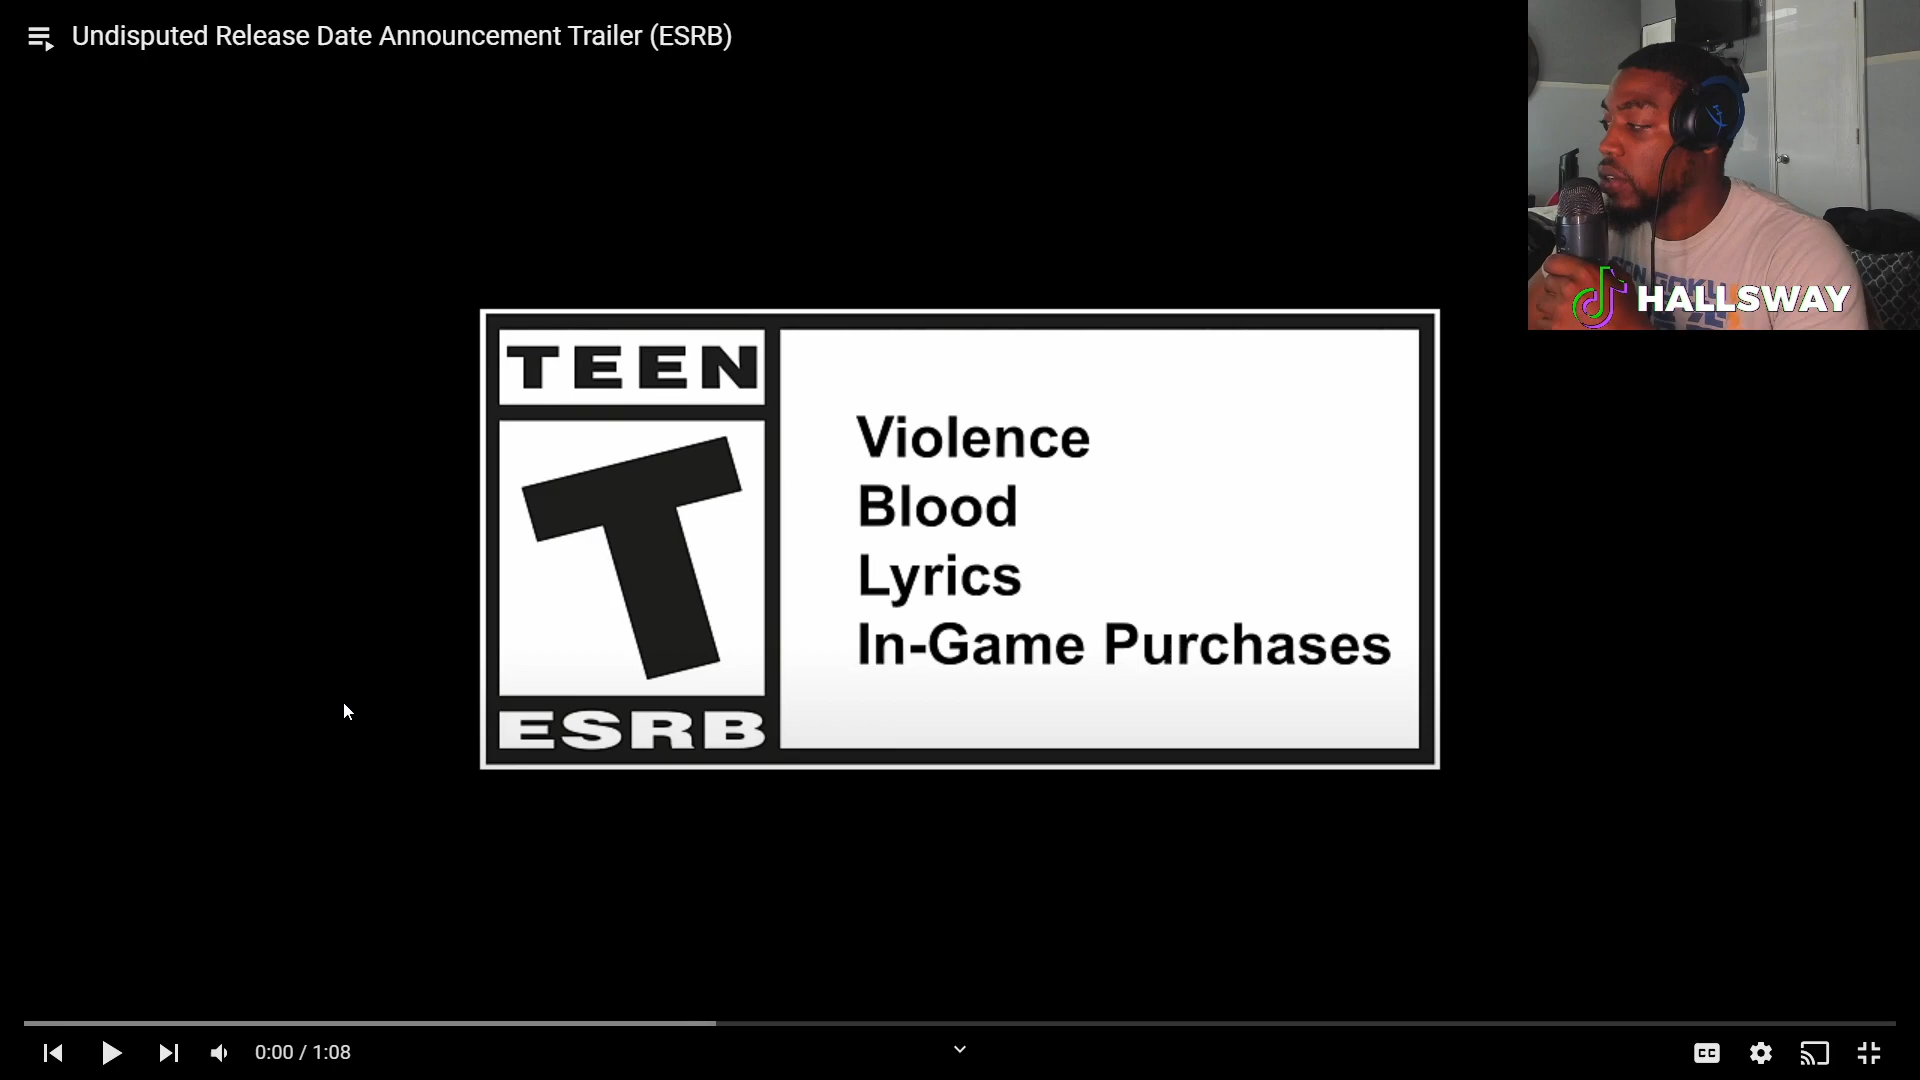 Undisputed Release Date Announcement Trailer (ESRB)
HALLSWAY
TEEN
T
ESRB
Violence
Blood
Lyrics
In-Game Purchases
0:00 / 1:08
CC